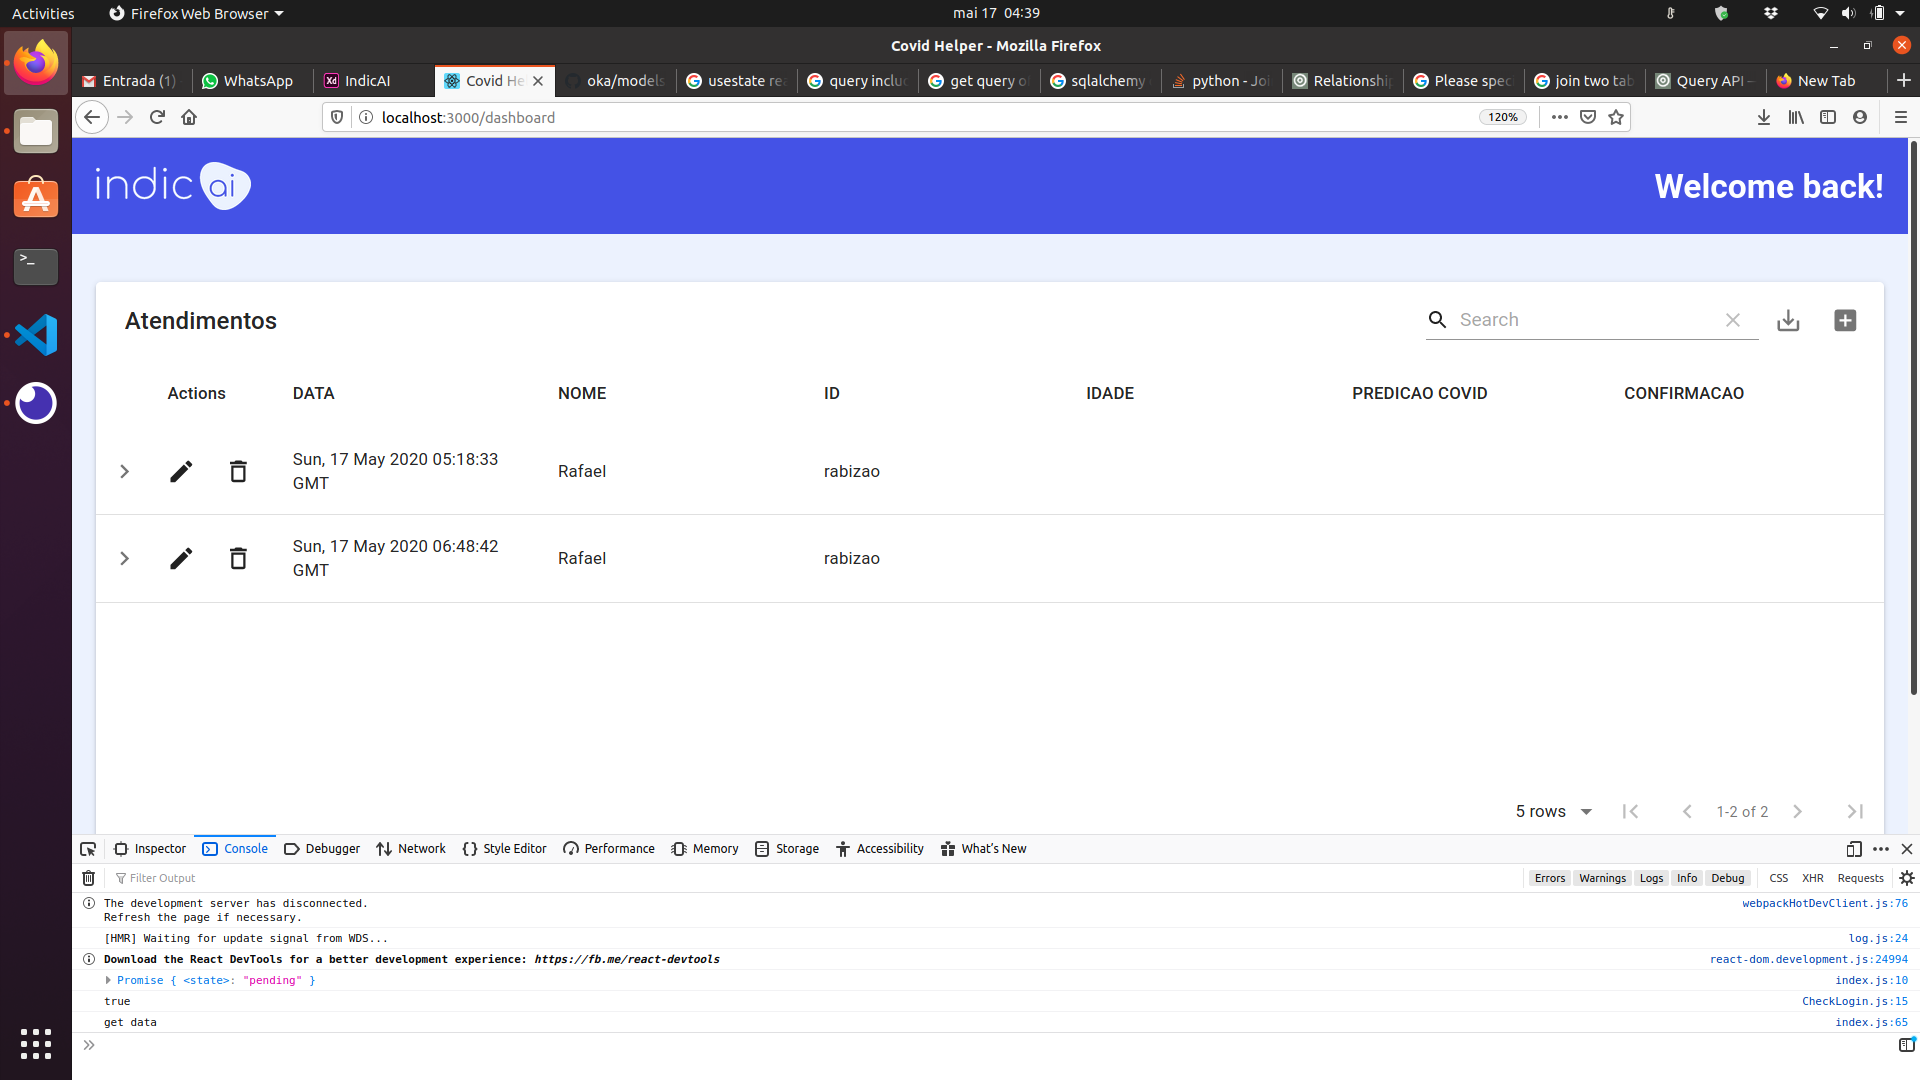 Activities
Firefox Web Browser
mai 17 04:39
Covid Helper - Mozilla Firefox
Entrada (1)
WhatsApp
Xd
IndicAI
Covid He
oka/models
usestate rea
query includ
get query o
sqlalchemy
python - Joi
Relationship
Please spec
join two tab
Query API –
New Tab
localhost:3000/dashboard
120%
indic ai
Welcome back!
Atendimentos
Search
Actions
DATA
NOME
ID
IDADE
PREDICAO COVID
CONFIRMACAO
Sun, 17 May 2020 05:18:33
GMT
Rafael
rabizao
Sun, 17 May 2020 06:48:42
GMT
Rafael
rabizao
5 rows
1-2 of 2
Inspector
Console
Debugger
Network
Style Editor
Performance
Memory
Storage
Accessibility
What's New
Filter Output
Errors
Warnings
Logs
Info
Debug
CSS
XHR
Requests
The development server has disconnected.
Refresh the page if necessary.
webpackHotDevClient.js:76
[HMR] Waiting for update signal from WDS...
log.js:24
Download the React DevTools for a better development experience: https://fb.me/react-devtools
react-dom.development.js:24994
Promise { <state>: "pending" }
index.js:10
true
CheckLogin.js:15
get data
index.js:65